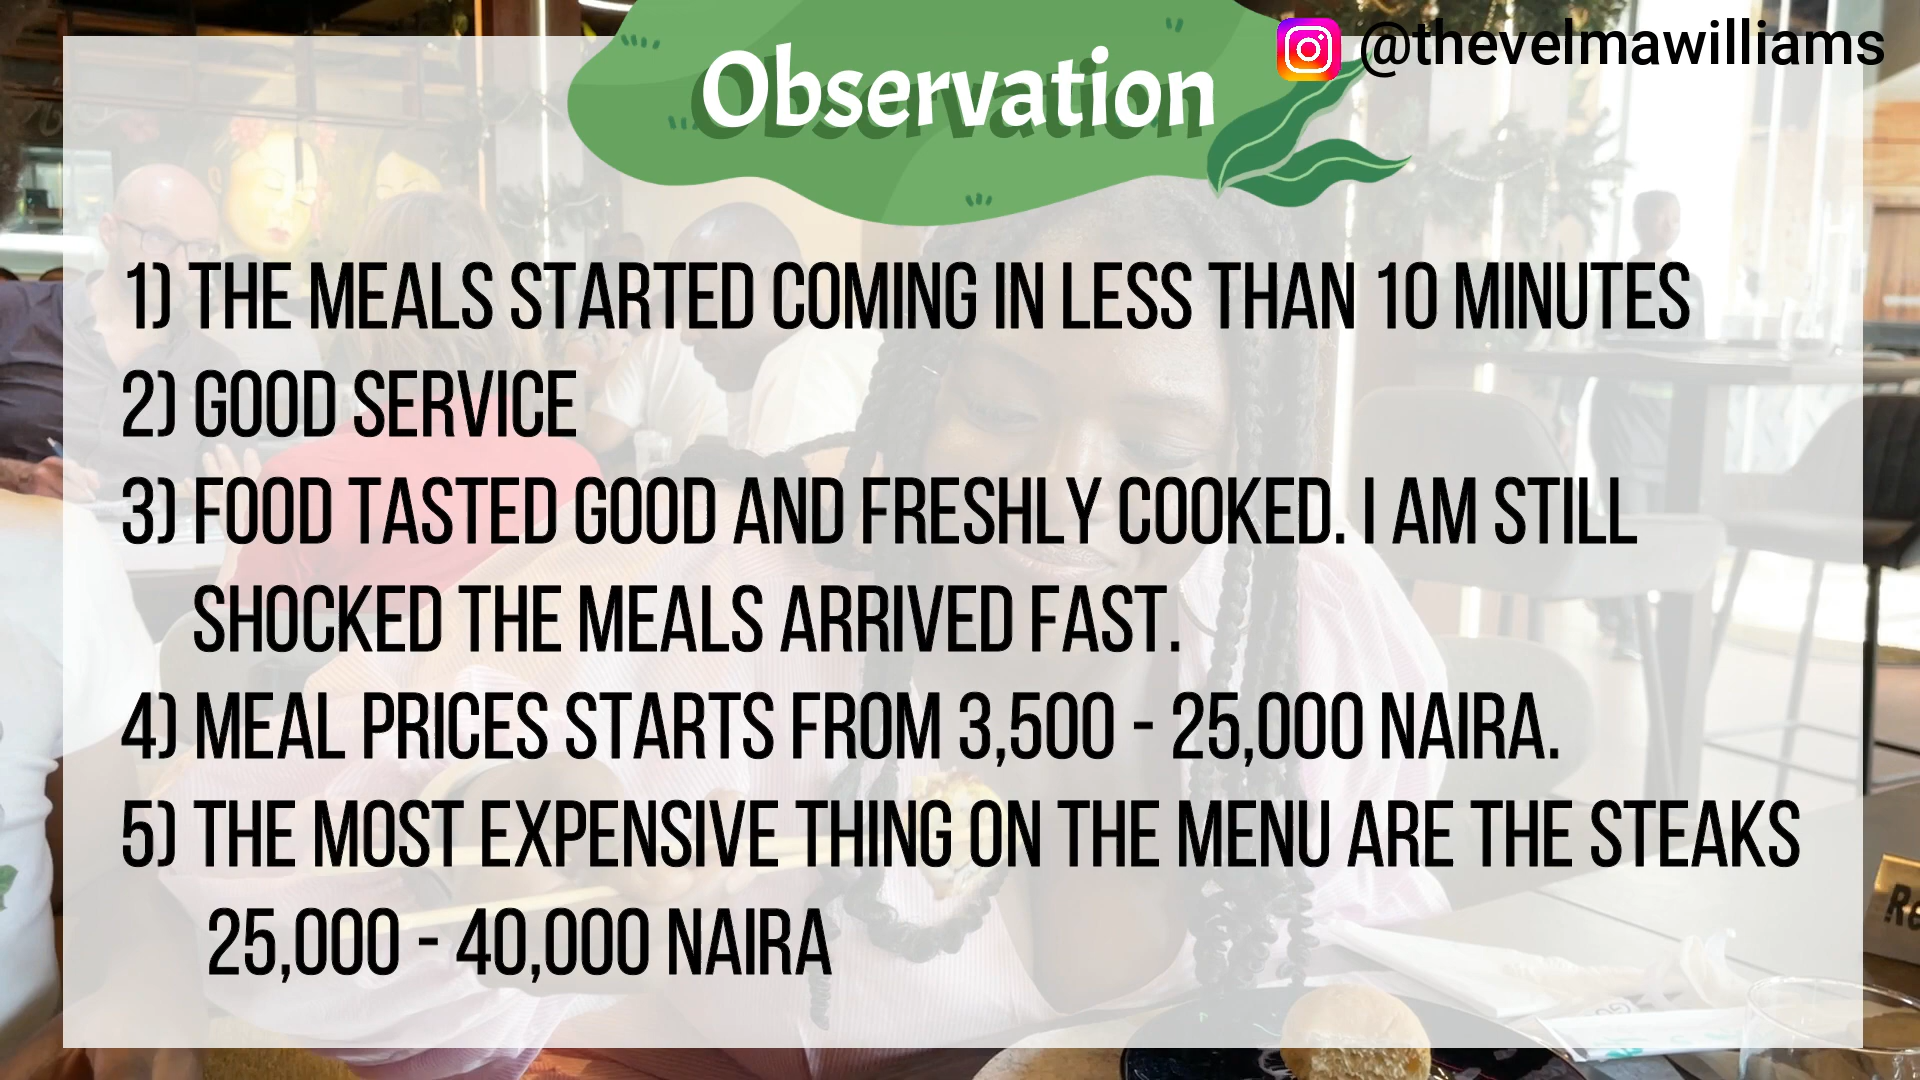 Observation
@thevelmawilliams
1) THE MEALS STARTED COMING IN LESS THAN 10 MINUTES
2) GOOD SERVICE
3) FOOD TASTED GOOD AND FRESHLY COOKED. I AM STILL
SHOCKED THE MEALS ARRIVED FAST.
4) MEAL PRICES STARTS FROM 3,500 - 25,000 NAIRA.
5) THE MOST EXPENSIVE THING ON THE MENU ARE THE STEAKS
25,000 - 40,000 NAIRA